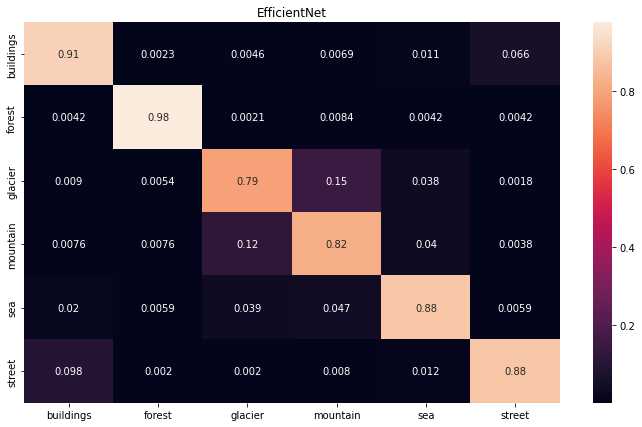 EfficientNet
buildings 0.91 0.0023 0.0046 0.0069 0.011 0.066
forest 0.0042 0.98 0.0021 0.0084 0.0042 0.0042
glacier 0.009 0.0054 0.79 0.15 0.038 0.0018
mountain 0.0076 0.0076 0.12 0.82 0.04 0.0038
sea 0.02 0.0059 0.039 0.047 0.88 0.0059
street 0.098 0.002 0.002 0.008 0.012 0.88
buildings forest glacier mountain sea street
0.8
0.6
0.4
0.2